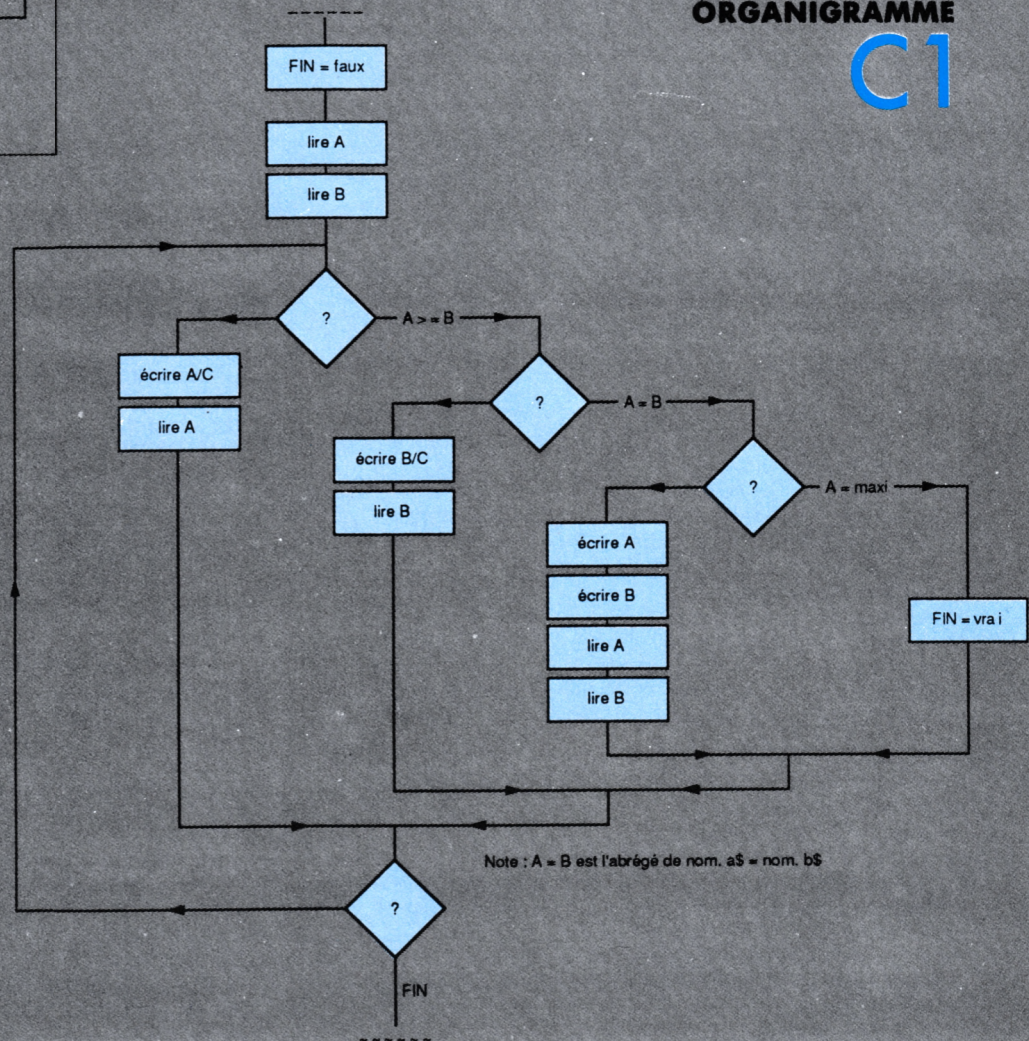 ORGANIGRAMME
C1
FIN = faux
lire A
lire B
?
A > = B
écrire A/C
lire A
?
A = B
écrire B/C
lire B
?
A = maxi
écrire A
écrire B
lire A
lire B
FIN = vrai
Note : A = B est l'abrégé de nom. a$ = nom. b$
?
FIN